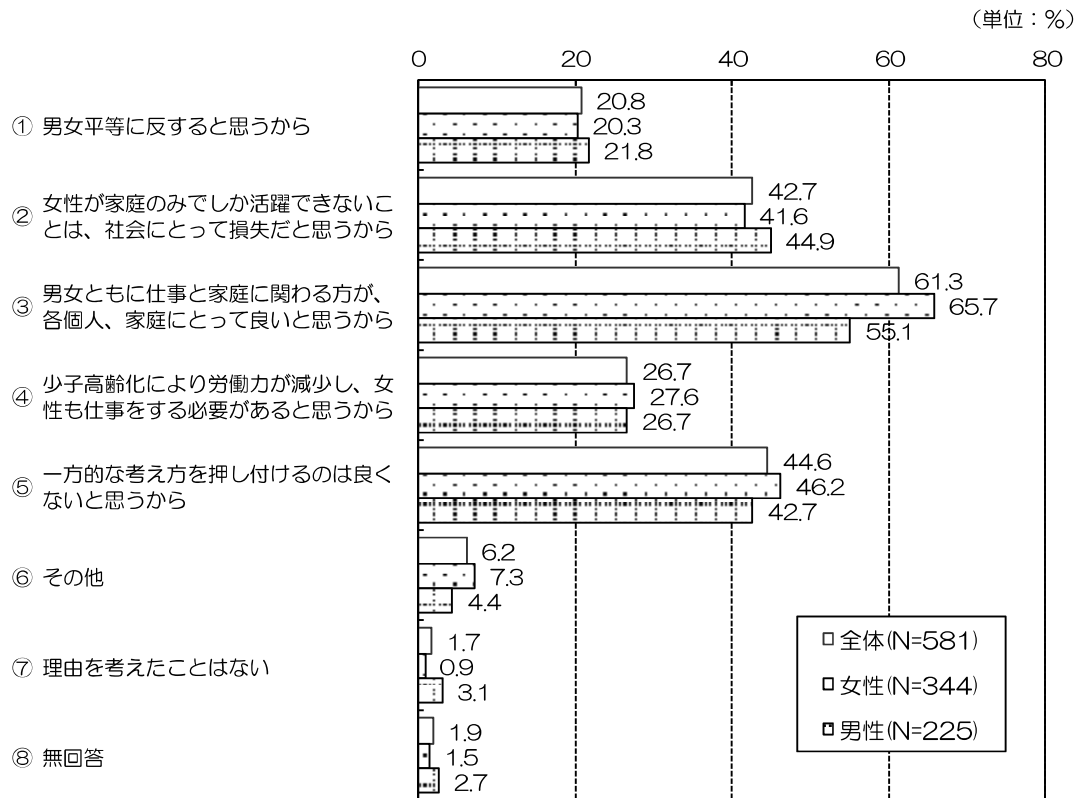 （単位：％）
0 20 40 60 80
① 男女平等に反すると思うから
20.8
20.3
21.8
② 女性が家庭のみでしか活躍できないこ
とは、社会にとって損失だと思うから
42.7
41.6
44.9
③ 男女ともに仕事と家庭に関わる方が、
各個人、家庭にとって良いと思うから
61.3
65.7
55.1
④ 少子高齢化により労働力が減少し、女
性も仕事をする必要があると思うから
26.7
27.6
26.7
⑤ 一方的な考え方を押し付けるのは良く
ないと思うから
44.6
46.2
42.7
⑥ その他
6.2
7.3
4.4
⑦ 理由を考えたことはない
1.7
0.9
3.1
⑧ 無回答
1.9
1.5
2.7
全体(N=581)
女性(N=344)
男性(N=225)